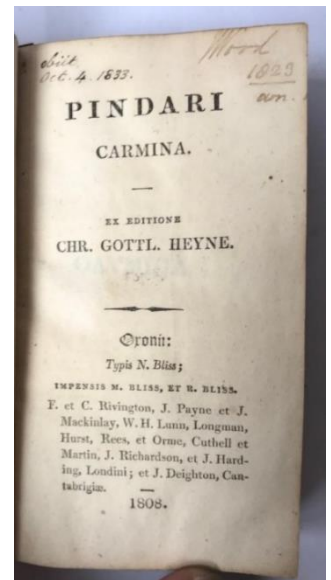 obiit
Oct. 4. 1833.
Wood
1829
PINDARI
CARMINA.
EX EDITIONE
CHR. GOTTL. HEYNE.
Oxonii:
Typis N. Bliss;
IMPENSIS N. BLISS, ET R. BLISS.
F. et C. Rivington, J. Payne et J.
Mackinlay, W. H. Lunn, Longman,
Hurst, Rees, et Orme, Cuthell et
Martin, J. Richardson, et J. Hard-
ing, Londini; et J. Deighton, Can-
tabrigiæ.
1808.